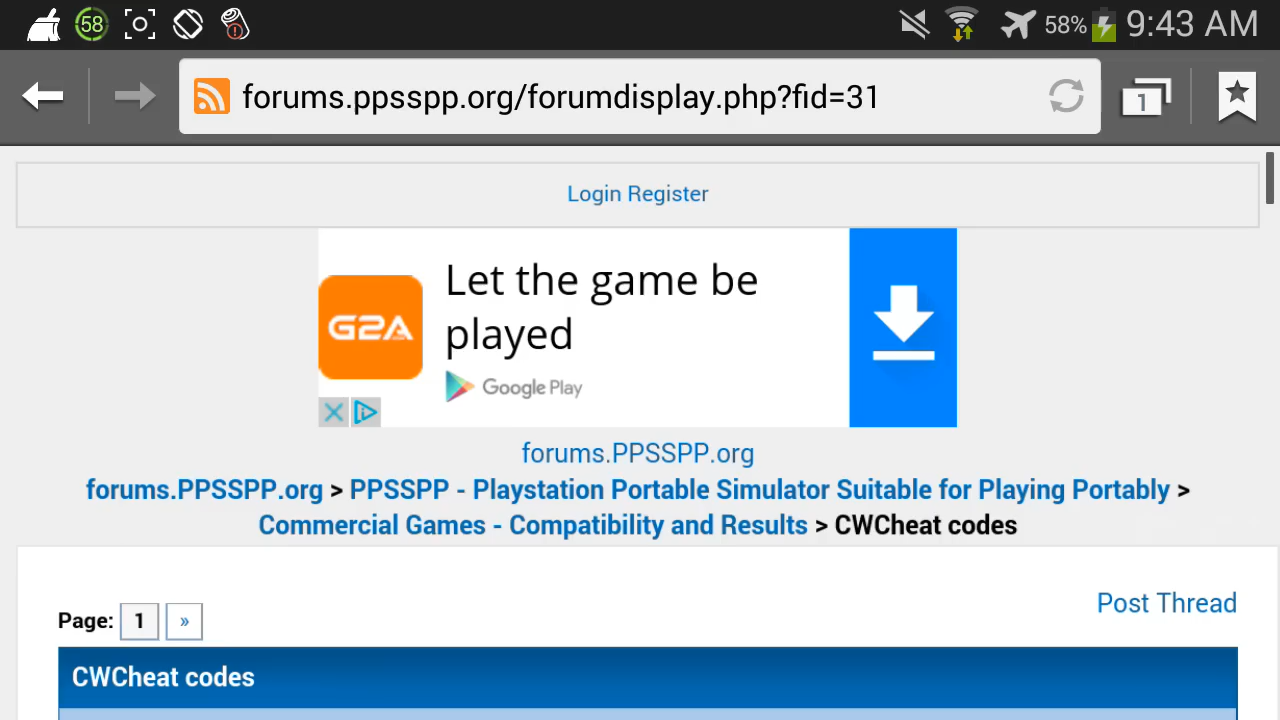 58
58% 9:43 AM
forums.ppsspp.org/forumdisplay.php?fid=31
1
Login Register
G2A
Let the game be
played
Google Play
forums.PPSSPP.org
forums.PPSSPP.org > PPSSPP - Playstation Portable Simulator Suitable for Playing Portably >
Commercial Games - Compatibility and Results > CWCheat codes
Post Thread
Page: 1 »
CWCheat codes